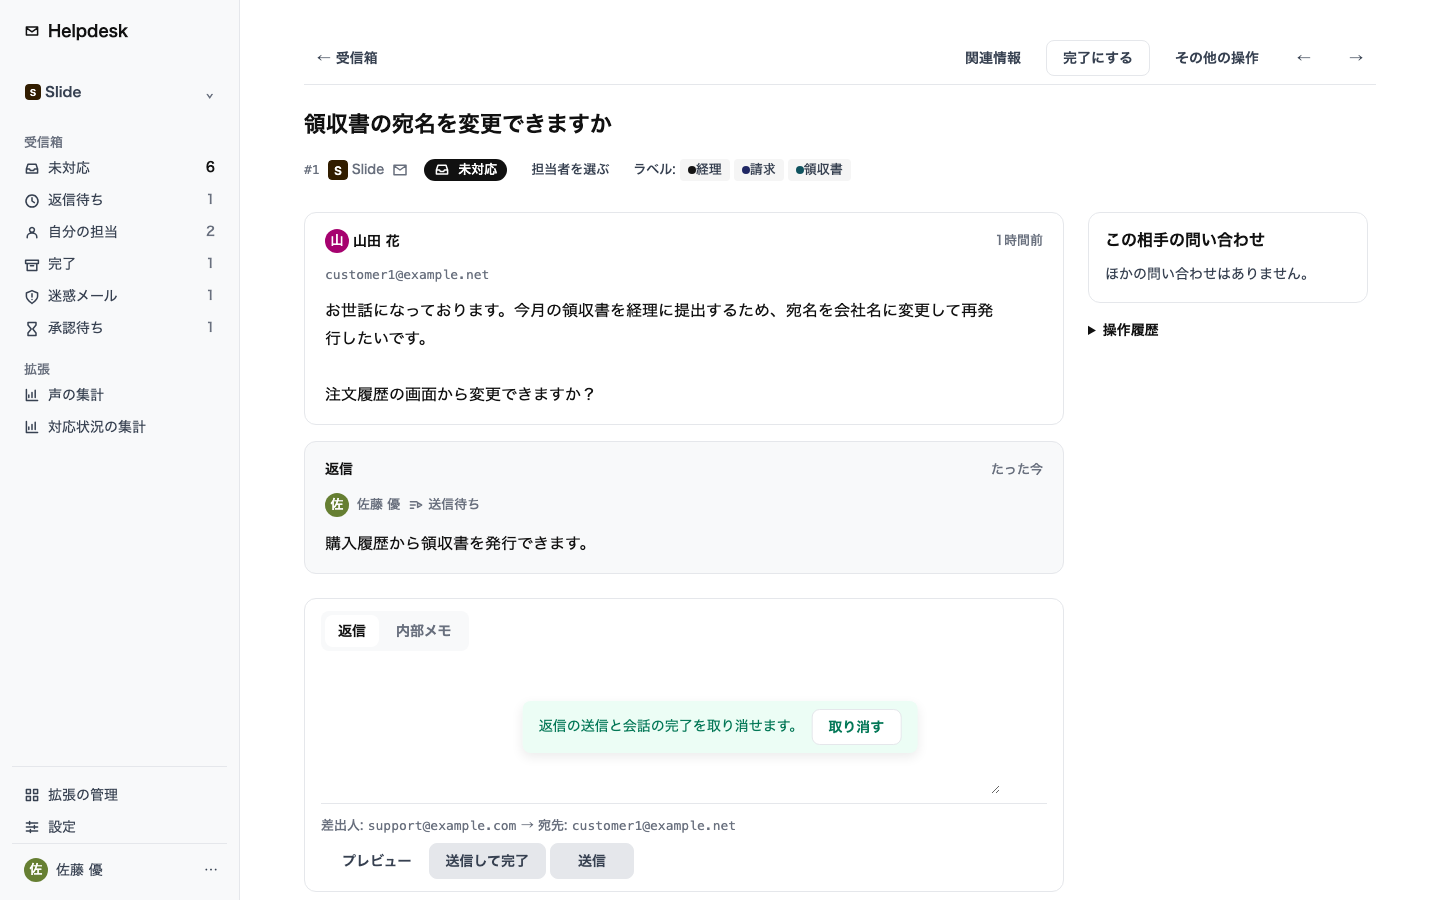 Helpdesk
S Slide
受信箱
未対応 6
返信待ち 1
自分の担当 2
完了 1
迷惑メール 1
承認待ち 1
拡張
声の集計
対応状況の集計
拡張の管理
設定
佐 佐藤 優 ...
← 受信箱 関連情報 完了にする その他の操作 ← →
領収書の宛名を変更できますか
#1 S Slide 未対応 担当者を選ぶ ラベル: 経理 請求 領収書
山 山田 花 1時間前
customer1@example.net
お世話になっております。今月の領収書を経理に提出するため、宛名を会社名に変更して再発
行したいです。
注文履歴の画面から変更できますか？
返信 たった今
佐 佐藤 優 送信待ち
購入履歴から領収書を発行できます。
返信 内部メモ
返信の送信と会話の完了を取り消せます。 取り消す
差出人: support@example.com → 宛先: customer1@example.net
プレビュー 送信して完了 送信
この相手の問い合わせ
ほかの問い合わせはありません。
▶ 操作履歴